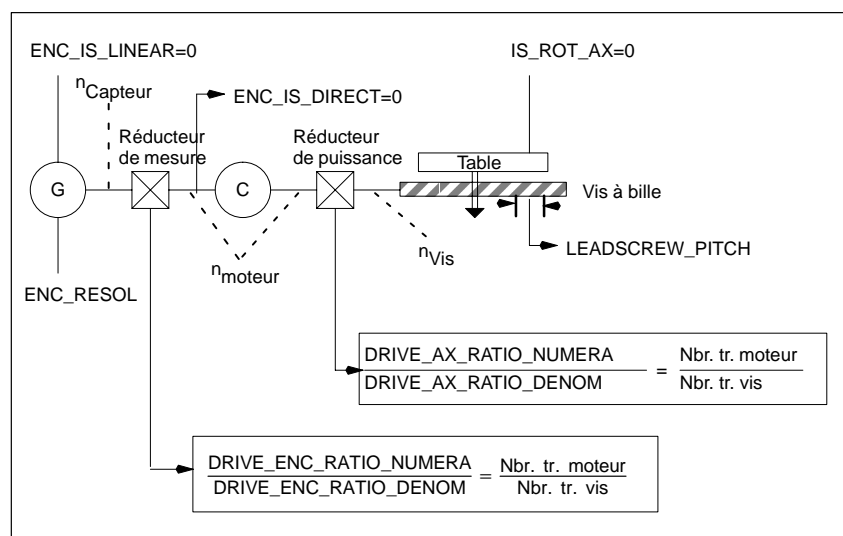 ENC_IS_LINEAR=0
IS_ROT_AX=0
nCapteur
ENC_IS_DIRECT=0
Réducteur
de mesure
Réducteur
de puissance
Table
G
C
Vis à bille
nmoteur
nVis
LEADSCREW_PITCH
ENC_RESOL
DRIVE_AX_RATIO_NUMERA
DRIVE_AX_RATIO_DENOM
=
Nbr. tr. moteur
Nbr. tr. vis
DRIVE_ENC_RATIO_NUMERA
DRIVE_ENC_RATIO_DENOM
=
Nbr. tr. moteur
Nbr. tr. vis